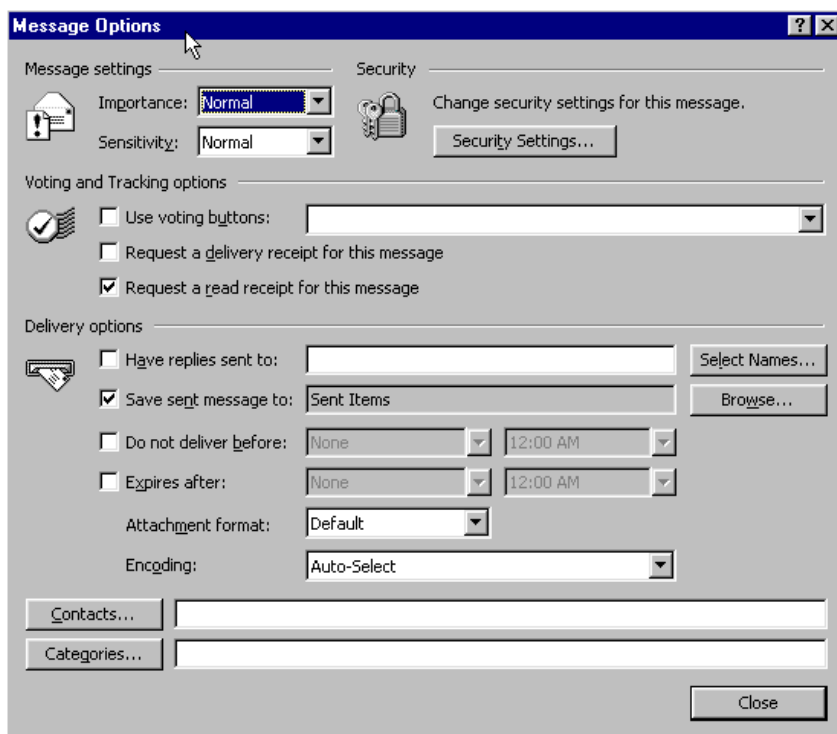 Message Options
Message settings Security
Importance: Normal Change security settings for this message.
Sensitivity: Normal Security Settings...
Voting and Tracking options
Use voting buttons:
Request a delivery receipt for this message
Request a read receipt for this message
Delivery options
Have replies sent to: Select Names...
Save sent message to: Sent Items Browse...
Do not deliver before: None 12:00 AM
Expires after: None 12:00 AM
Attachment format: Default
Encoding: Auto-Select
Contacts...
Categories...
Close